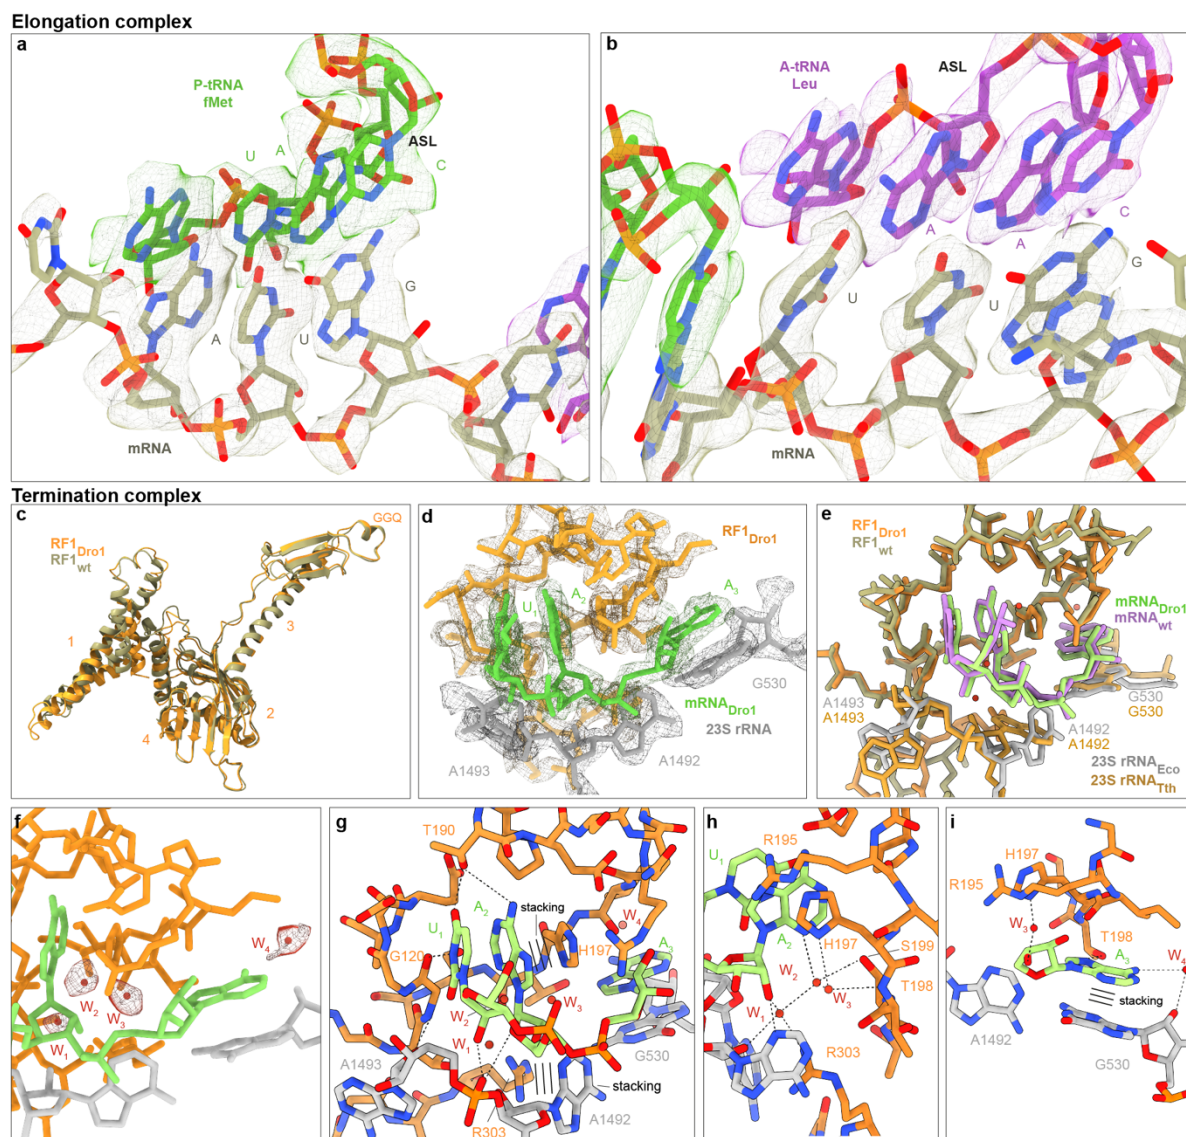 Elongation complex
a
P-tRNA
fMet
ASL
U
A
C
A
U
G
mRNA
b
A-tRNA
Leu
ASL
A
A
C
U
U
G
mRNA
Termination complex
c
RF1Dro1
RF1wt
GGQ
1
2
3
4
d
RF1Dro1
U1
A2
A3
G530
mRNADro1
23S rRNA
A1493
A1492
e
RF1Dro1
RF1wt
mRNADro1
mRNAwt
A1493
A1493
G530
G530
A1492
A1492
23S rRNAEco
23S rRNATth
f
W4
W2
W3
W1
g
T190
stacking
A2
U1
W4
G120
H197
A3
W2
W3
W1
A1493
G530
stacking
A1492
R303
h
R195
U1
A2
H197
S199
W2
W3
T198
W1
R303
i
H197
R195
W3
T198
A3
W4
stacking
A1492
G530